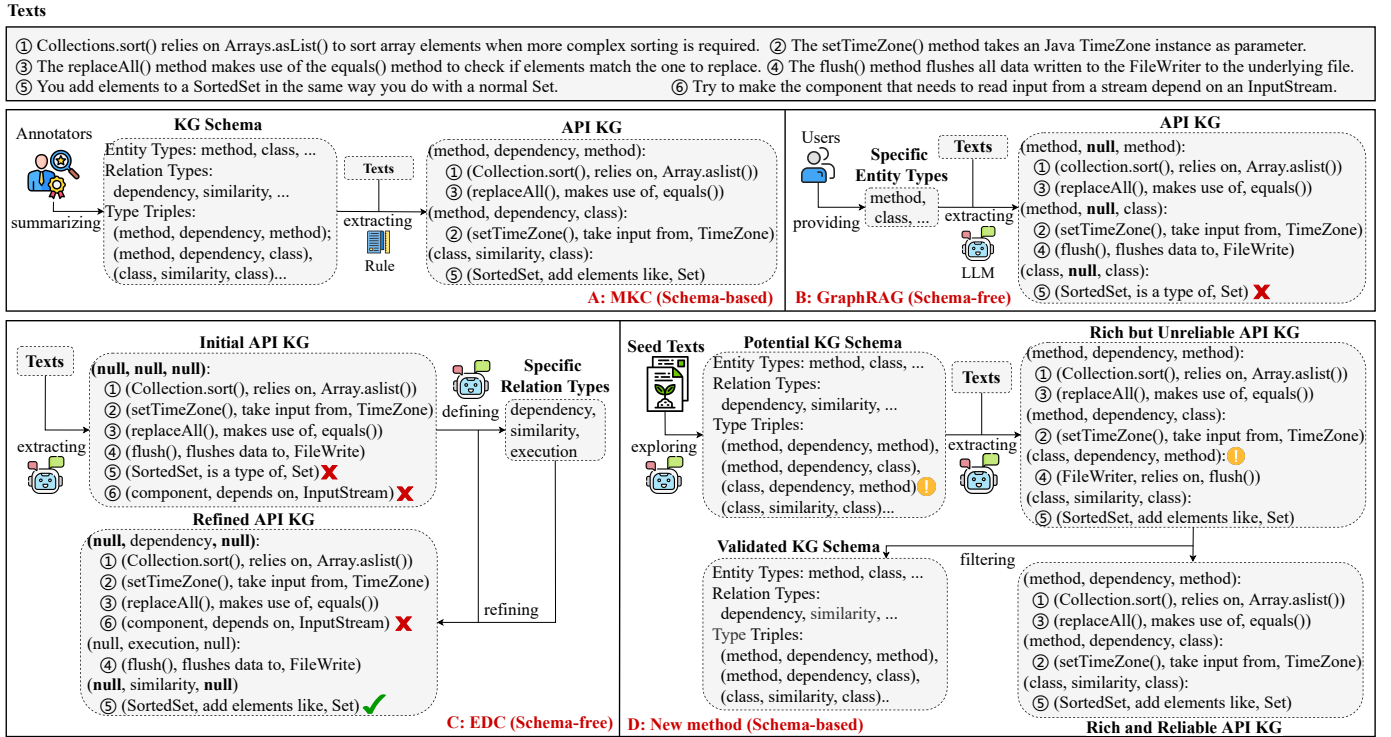 Texts
① Collections.sort() relies on Arrays.asList() to sort array elements when more complex sorting is required. ② The setTimeZone() method takes an Java TimeZone instance as parameter.
③ The replaceAll() method makes use of the equals() method to check if elements match the one to replace. ④ The flush() method flushes all data written to the FileWriter to the underlying file.
⑤ You add elements to a SortedSet in the same way you do with a normal Set. ⑥ Try to make the component that needs to read input from a stream depend on an InputStream.
Annotators
summarizing
KG Schema
Entity Types: method, class, ...
Relation Types:
dependency, similarity, ...
Type Triples:
(method, dependency, method);
(method, dependency, class),
(class, similarity, class)...
Texts
extracting
Rule
API KG
(method, dependency, method):
① (Collection.sort(), relies on, Array.aslist())
③ (replaceAll(), makes use of, equals())
(method, dependency, class):
② (setTimeZone(), take input from, TimeZone)
(class, similarity, class):
⑤ (SortedSet, add elements like, Set)
A: MKC (Schema-based)
Users
providing
Specific
Entity Types
method,
class, ...
Texts
extracting
LLM
API KG
(method, null, method):
① (collection.sort(), relies on, Array.aslist())
③ (replaceAll(), makes use of, equals())
(method, null, class):
② (setTimeZone(), take input from, TimeZone)
④ (flush(), flushes data to, FileWrite)
(class, null, class):
⑤ (SortedSet, is a type of, Set)
B: GraphRAG (Schema-free)
Texts
extracting
Initial API KG
(null, null, null):
① (Collection.sort(), relies on, Array.aslist())
② (setTimeZone(), take input from, TimeZone)
③ (replaceAll(), makes use of, equals())
④ (flush(), flushes data to, FileWrite)
⑤ (SortedSet, is a type of, Set)
⑥ (component, depends on, InputStream)
defining
Specific
Relation Types
dependency,
similarity,
execution
refining
Refined API KG
(null, dependency, null):
① (Collection.sort(), relies on, Array.aslist())
② (setTimeZone(), take input from, TimeZone)
③ (replaceAll(), makes use of, equals())
⑥ (component, depends on, InputStream)
(null, execution, null):
④ (flush(), flushes data to, FileWrite)
(null, similarity, null)
⑤ (SortedSet, add elements like, Set)
C: EDC (Schema-free)
Seed Texts
exploring
Potential KG Schema
Entity Types: method, class, ...
Relation Types:
dependency, similarity, ...
Type Triples:
(method, dependency, method),
(method, dependency, class),
(class, dependency, method)
(class, similarity, class)...
Texts
extracting
Rich but Unreliable API KG
(method, dependency, method):
① (Collection.sort(), relies on, Array.aslist())
③ (replaceAll(), makes use of, equals())
(method, dependency, class):
② (setTimeZone(), take input from, TimeZone)
(class, dependency, method):
④ (FileWriter, relies on, flush())
(class, similarity, class):
⑤ (SortedSet, add elements like, Set)
filtering
Validated KG Schema
Entity Types: method, class, ...
Relation Types:
dependency, similarity, ...
Type Triples:
(method, dependency, method),
(method, dependency, class),
(class, similarity, class)..
(method, dependency, method):
① (Collection.sort(), relies on, Array.aslist())
③ (replaceAll(), makes use of, equals())
(method, dependency, class):
② (setTimeZone(), take input from, TimeZone)
(class, similarity, class):
⑤ (SortedSet, add elements like, Set)
Rich and Reliable API KG
D: New method (Schema-based)